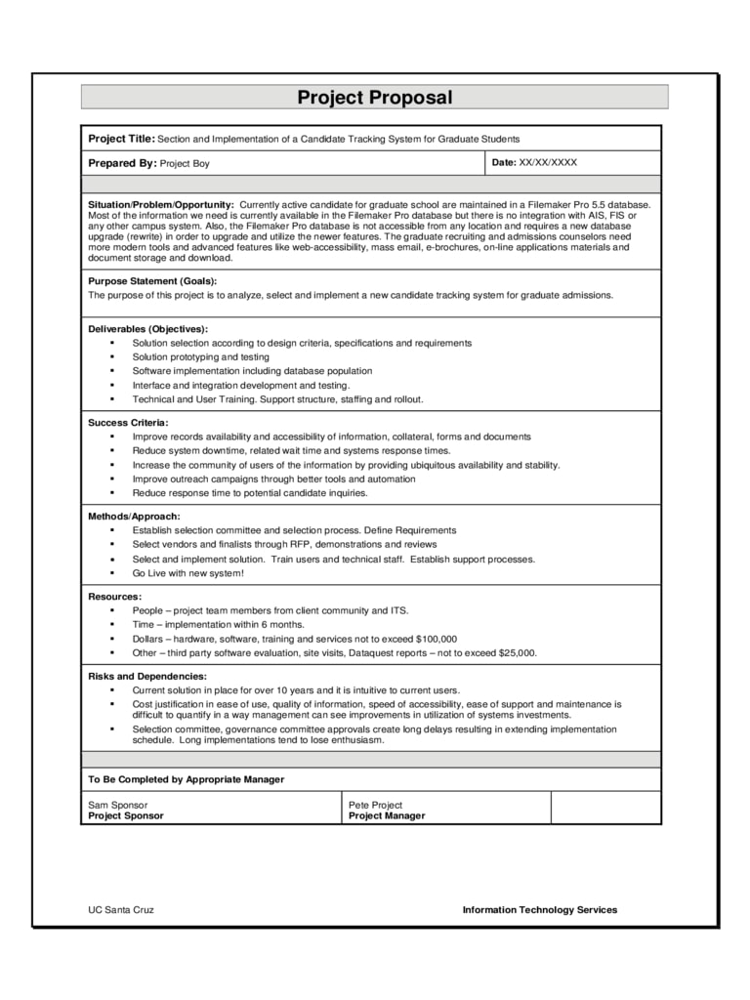 Project Proposal
Project Title: Section and Implementation of a Candidate Tracking System for Graduate Students
Prepared By: Project Boy
Date: XX/XX/XXXX
Situation/Problem/Opportunity: Currently active candidate for graduate school are maintained in a Filemaker Pro 5.5 database.
Most of the information we need is currently available in the Filemaker Pro database but there is no integration with AIS, FIS or
any other campus system. Also, the Filemaker Pro database is not accessible from any location and requires a new database
upgrade (rewrite) in order to upgrade and utilize the newer features. The graduate recruiting and admissions counselors need
more modern tools and advanced features like web-accessibility, mass email, e-brochures, on-line applications materials and
document storage and download.
Purpose Statement (Goals):
The purpose of this project is to analyze, select and implement a new candidate tracking system for graduate admissions.
Deliverables (Objectives):
▪ Solution selection according to design criteria, specifications and requirements
▪ Solution prototyping and testing
▪ Software implementation including database population
▪ Interface and integration development and testing.
▪ Technical and User Training. Support structure, staffing and rollout.
Success Criteria:
▪ Improve records availability and accessibility of information, collateral, forms and documents
▪ Reduce system downtime, related wait time and systems response times.
▪ Increase the community of users of the information by providing ubiquitous availability and stability.
▪ Improve outreach campaigns through better tools and automation
▪ Reduce response time to potential candidate inquiries.
Methods/Approach:
▪ Establish selection committee and selection process. Define Requirements
▪ Select vendors and finalists through RFP, demonstrations and reviews
▪ Select and implement solution. Train users and technical staff. Establish support processes.
▪ Go Live with new system!
Resources:
▪ People – project team members from client community and ITS.
▪ Time – implementation within 6 months.
▪ Dollars – hardware, software, training and services not to exceed $100,000
▪ Other – third party software evaluation, site visits, Dataquest reports – not to exceed $25,000.
Risks and Dependencies:
▪ Current solution in place for over 10 years and it is intuitive to current users.
▪ Cost justification in ease of use, quality of information, speed of accessibility, ease of support and maintenance is
difficult to quantify in a way management can see improvements in utilization of systems investments.
▪ Selection committee, governance committee approvals create long delays resulting in extending implementation
schedule. Long implementations tend to lose enthusiasm.
To Be Completed by Appropriate Manager
Sam Sponsor
Project Sponsor
Pete Project
Project Manager
UC Santa Cruz
Information Technology Services